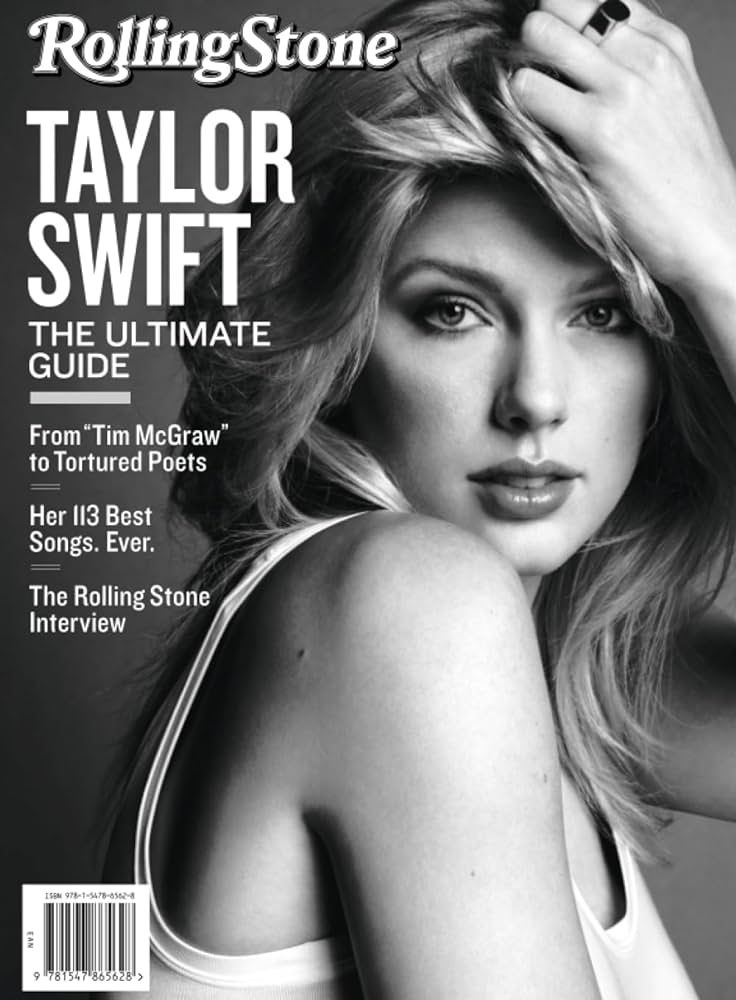 RollingStone
TAYLOR
SWIFT
THE ULTIMATE
GUIDE
From “Tim McGraw”
to Tortured Poets
Her 113 Best
Songs. Ever.
The Rolling Stone
Interview
ISBN 978-1-5478-6562-8
EAN
9 781547 865628 >